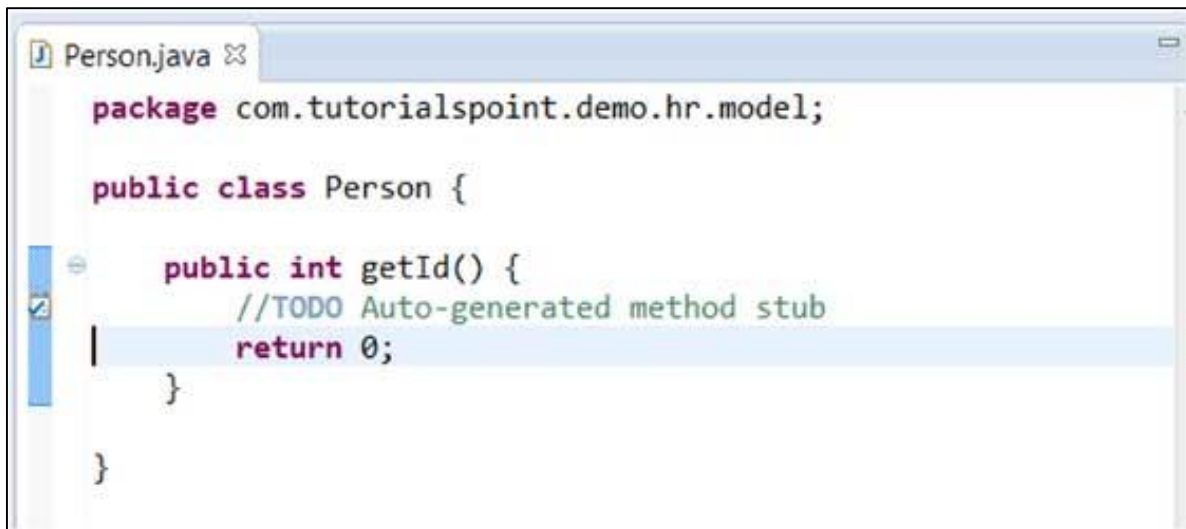 Person.java
package com.tutorialspoint.demo.hr.model;
public class Person {
public int getId() {
//TODO Auto-generated method stub
return 0;
}
}